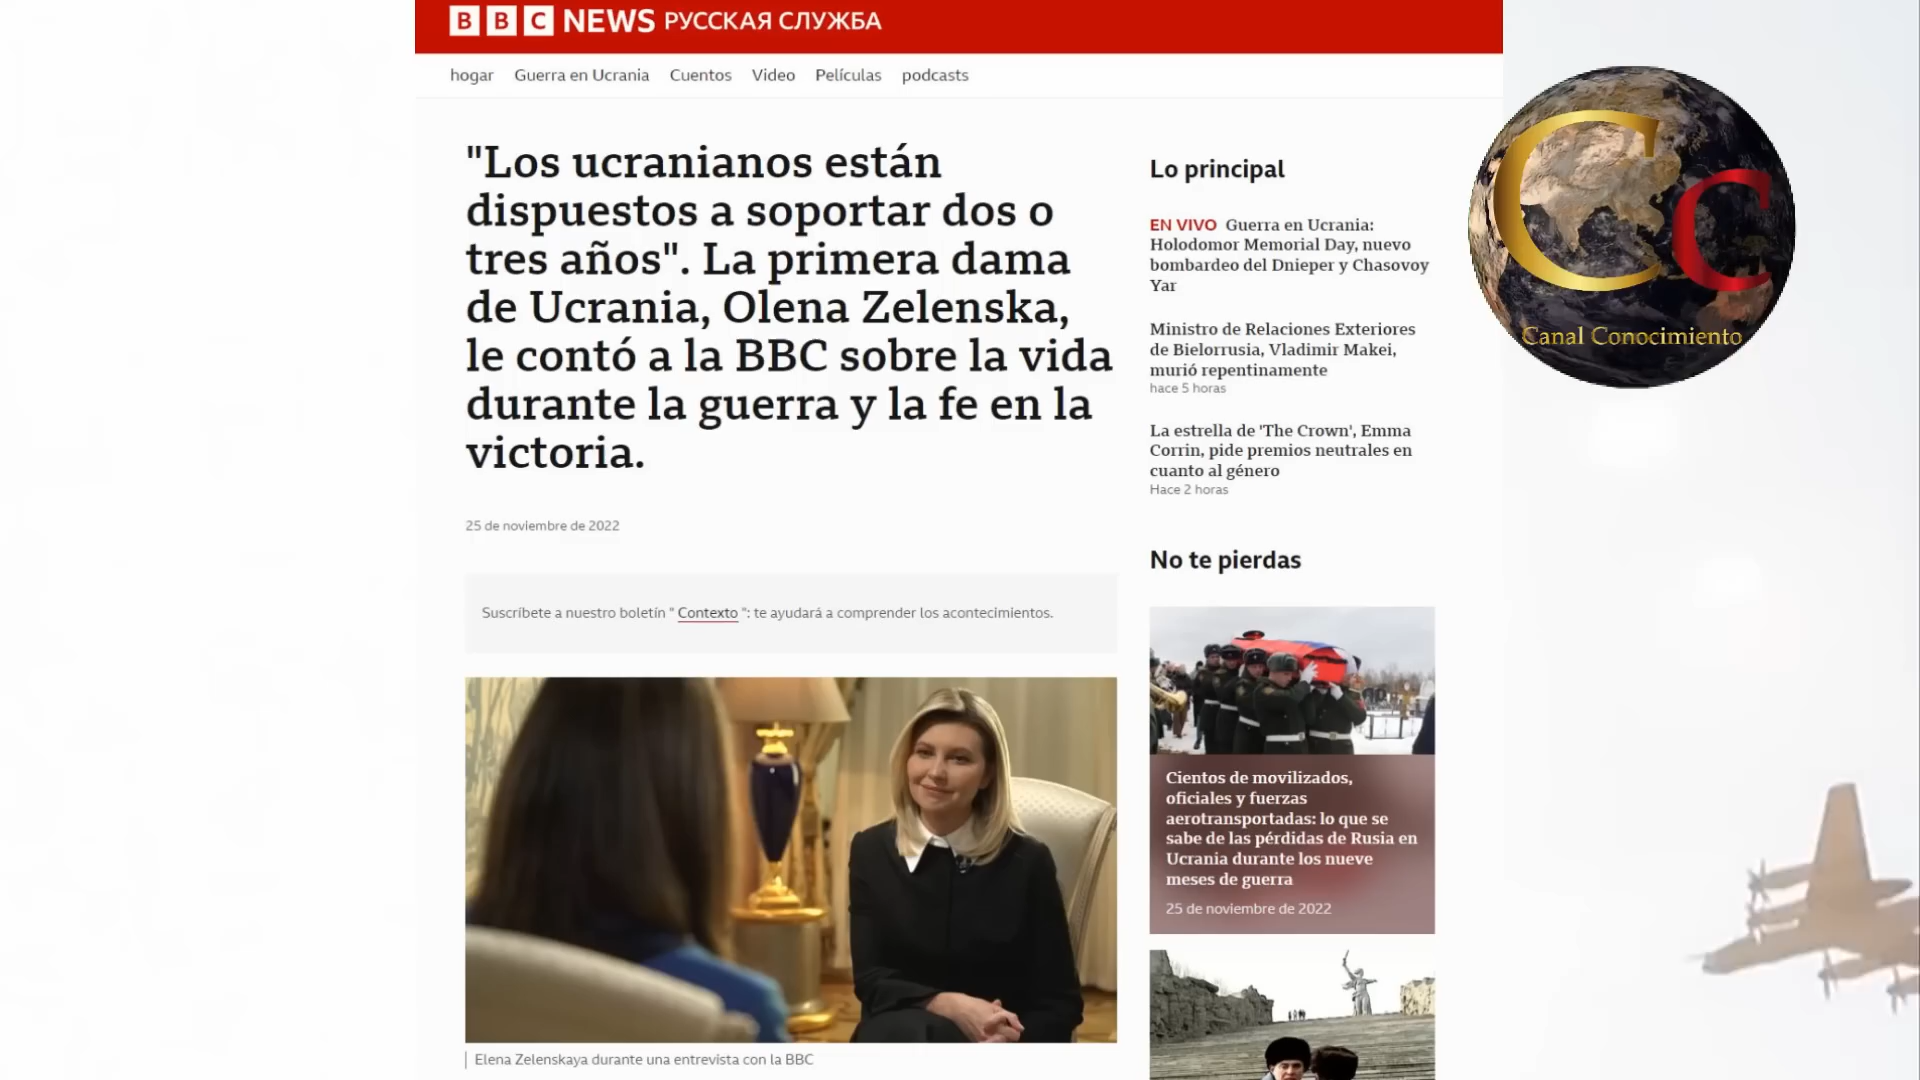 BBC NEWS РУССКАЯ СЛУЖБА
hogar Guerra en Ucrania Cuentos Video Películas podcasts
"Los ucranianos están
dispuestos a soportar dos o
tres años". La primera dama
de Ucrania, Olena Zelenska,
le contó a la BBC sobre la vida
durante la guerra y la fe en la
victoria.
25 de noviembre de 2022
Suscríbete a nuestro boletín " Contexto ": te ayudará a comprender los acontecimientos.
Elena Zelenskaya durante una entrevista con la BBC
Lo principal
EN VIVO Guerra en Ucrania:
Holodomor Memorial Day, nuevo
bombardeo del Dnieper y Chasovoy
Yar
Ministro de Relaciones Exteriores
de Bielorrusia, Vladimir Makei,
murió repentinamente
hace 5 horas
La estrella de 'The Crown', Emma
Corrin, pide premios neutrales en
cuanto al género
Hace 2 horas
No te pierdas
Cientos de movilizados,
oficiales y fuerzas
aerotransportadas: lo que se
sabe de las pérdidas de Rusia en
Ucrania durante los nueve
meses de guerra
25 de noviembre de 2022
Cc
Canal Conocimiento